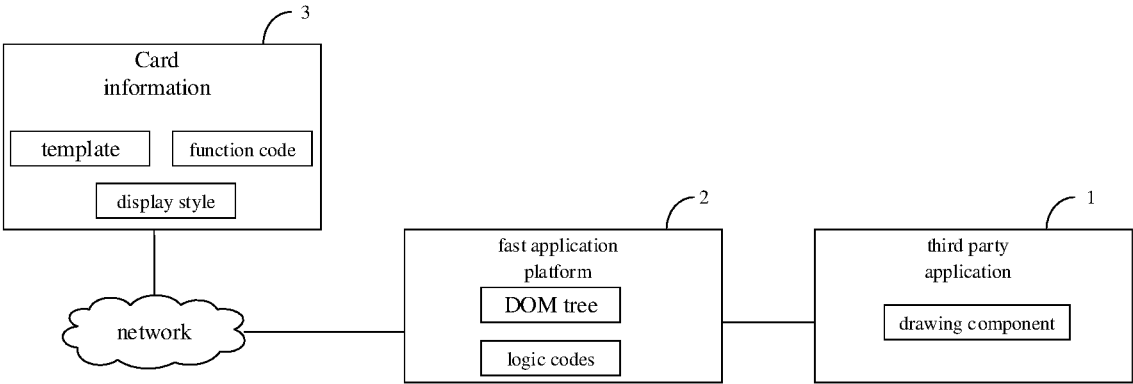 3
Card
information
template
function code
display style
network
2
fast application
platform
DOM tree
logic codes
1
third party
application
drawing component